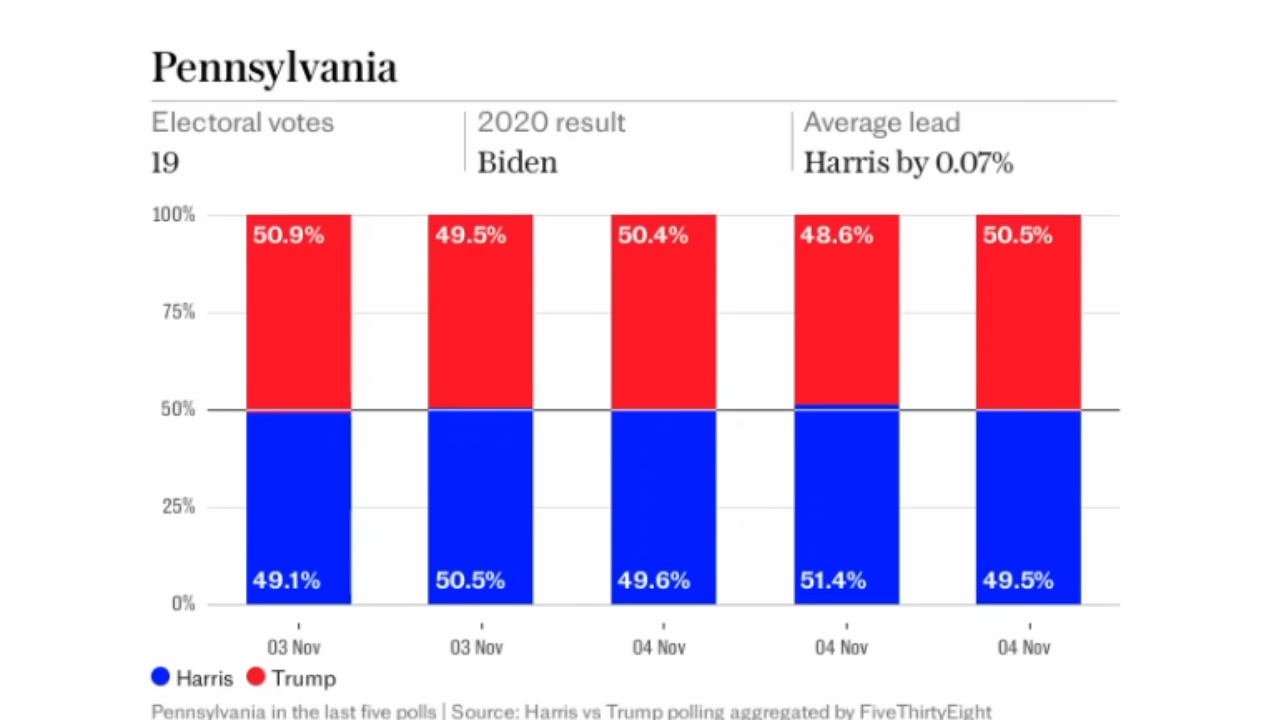 Pennsylvania
Electoral votes
19
2020 result
Biden
Average lead
Harris by 0.07%
100%
75%
50%
25%
0%
50.9%
49.5%
50.4%
48.6%
50.5%
49.1%
50.5%
49.6%
51.4%
49.5%
03 Nov
03 Nov
04 Nov
04 Nov
04 Nov
Harris
Trump
Pennsylvania in the last five polls | Source: Harris vs Trump polling aggregated by FiveThirtyEight